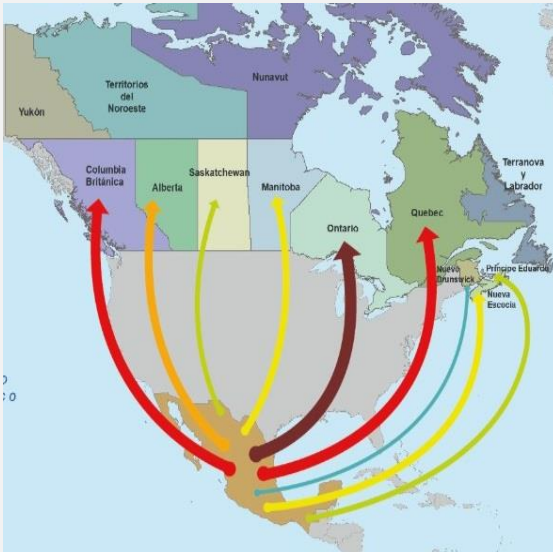 Nunavut
Territorios
del
Noroeste
Yukón
Columbia
Británica
Alberta
Saskatchewan
Manitoba
Ontario
Quebec
Terranova
y
Labrador
Nuevo
Brunswick
Príncipe Eduardo
Nueva
Escocia
O
CO